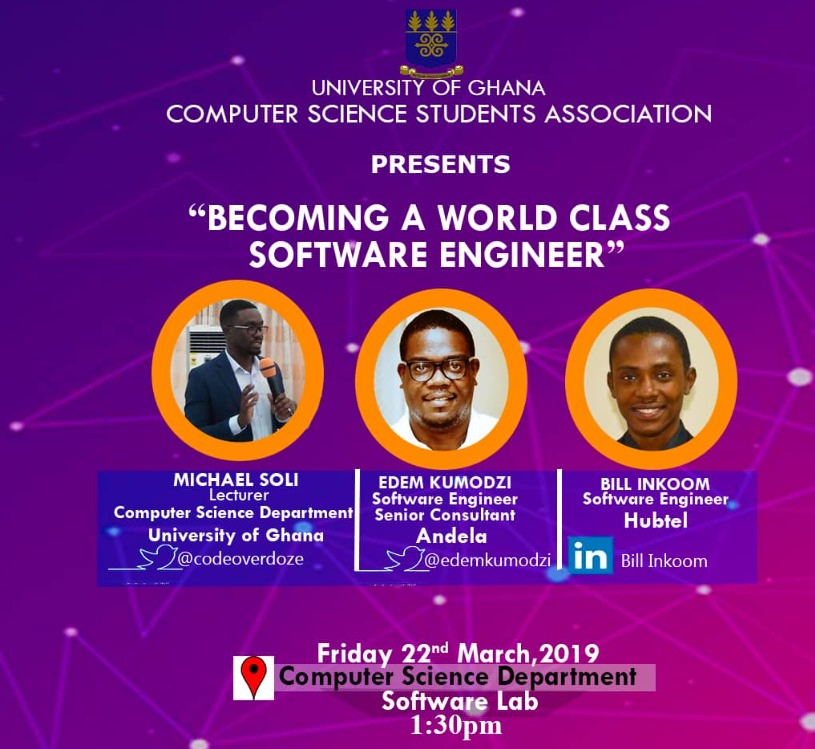 UNIVERSITY OF GHANA
COMPUTER SCIENCE STUDENTS ASSOCIATION
PRESENTS
“BECOMING A WORLD CLASS
SOFTWARE ENGINEER”
MICHAEL SOLI
Lecturer
Computer Science Department
University of Ghana
@codeoverdoze
EDEM KUMODZI
Software Engineer
Senior Consultant
Andela
@edemkumodzi
BILL INKOOM
Software Engineer
Hubtel
in Bill Inkoom
Friday 22nd March,2019
Computer Science Department
Software Lab
1:30pm